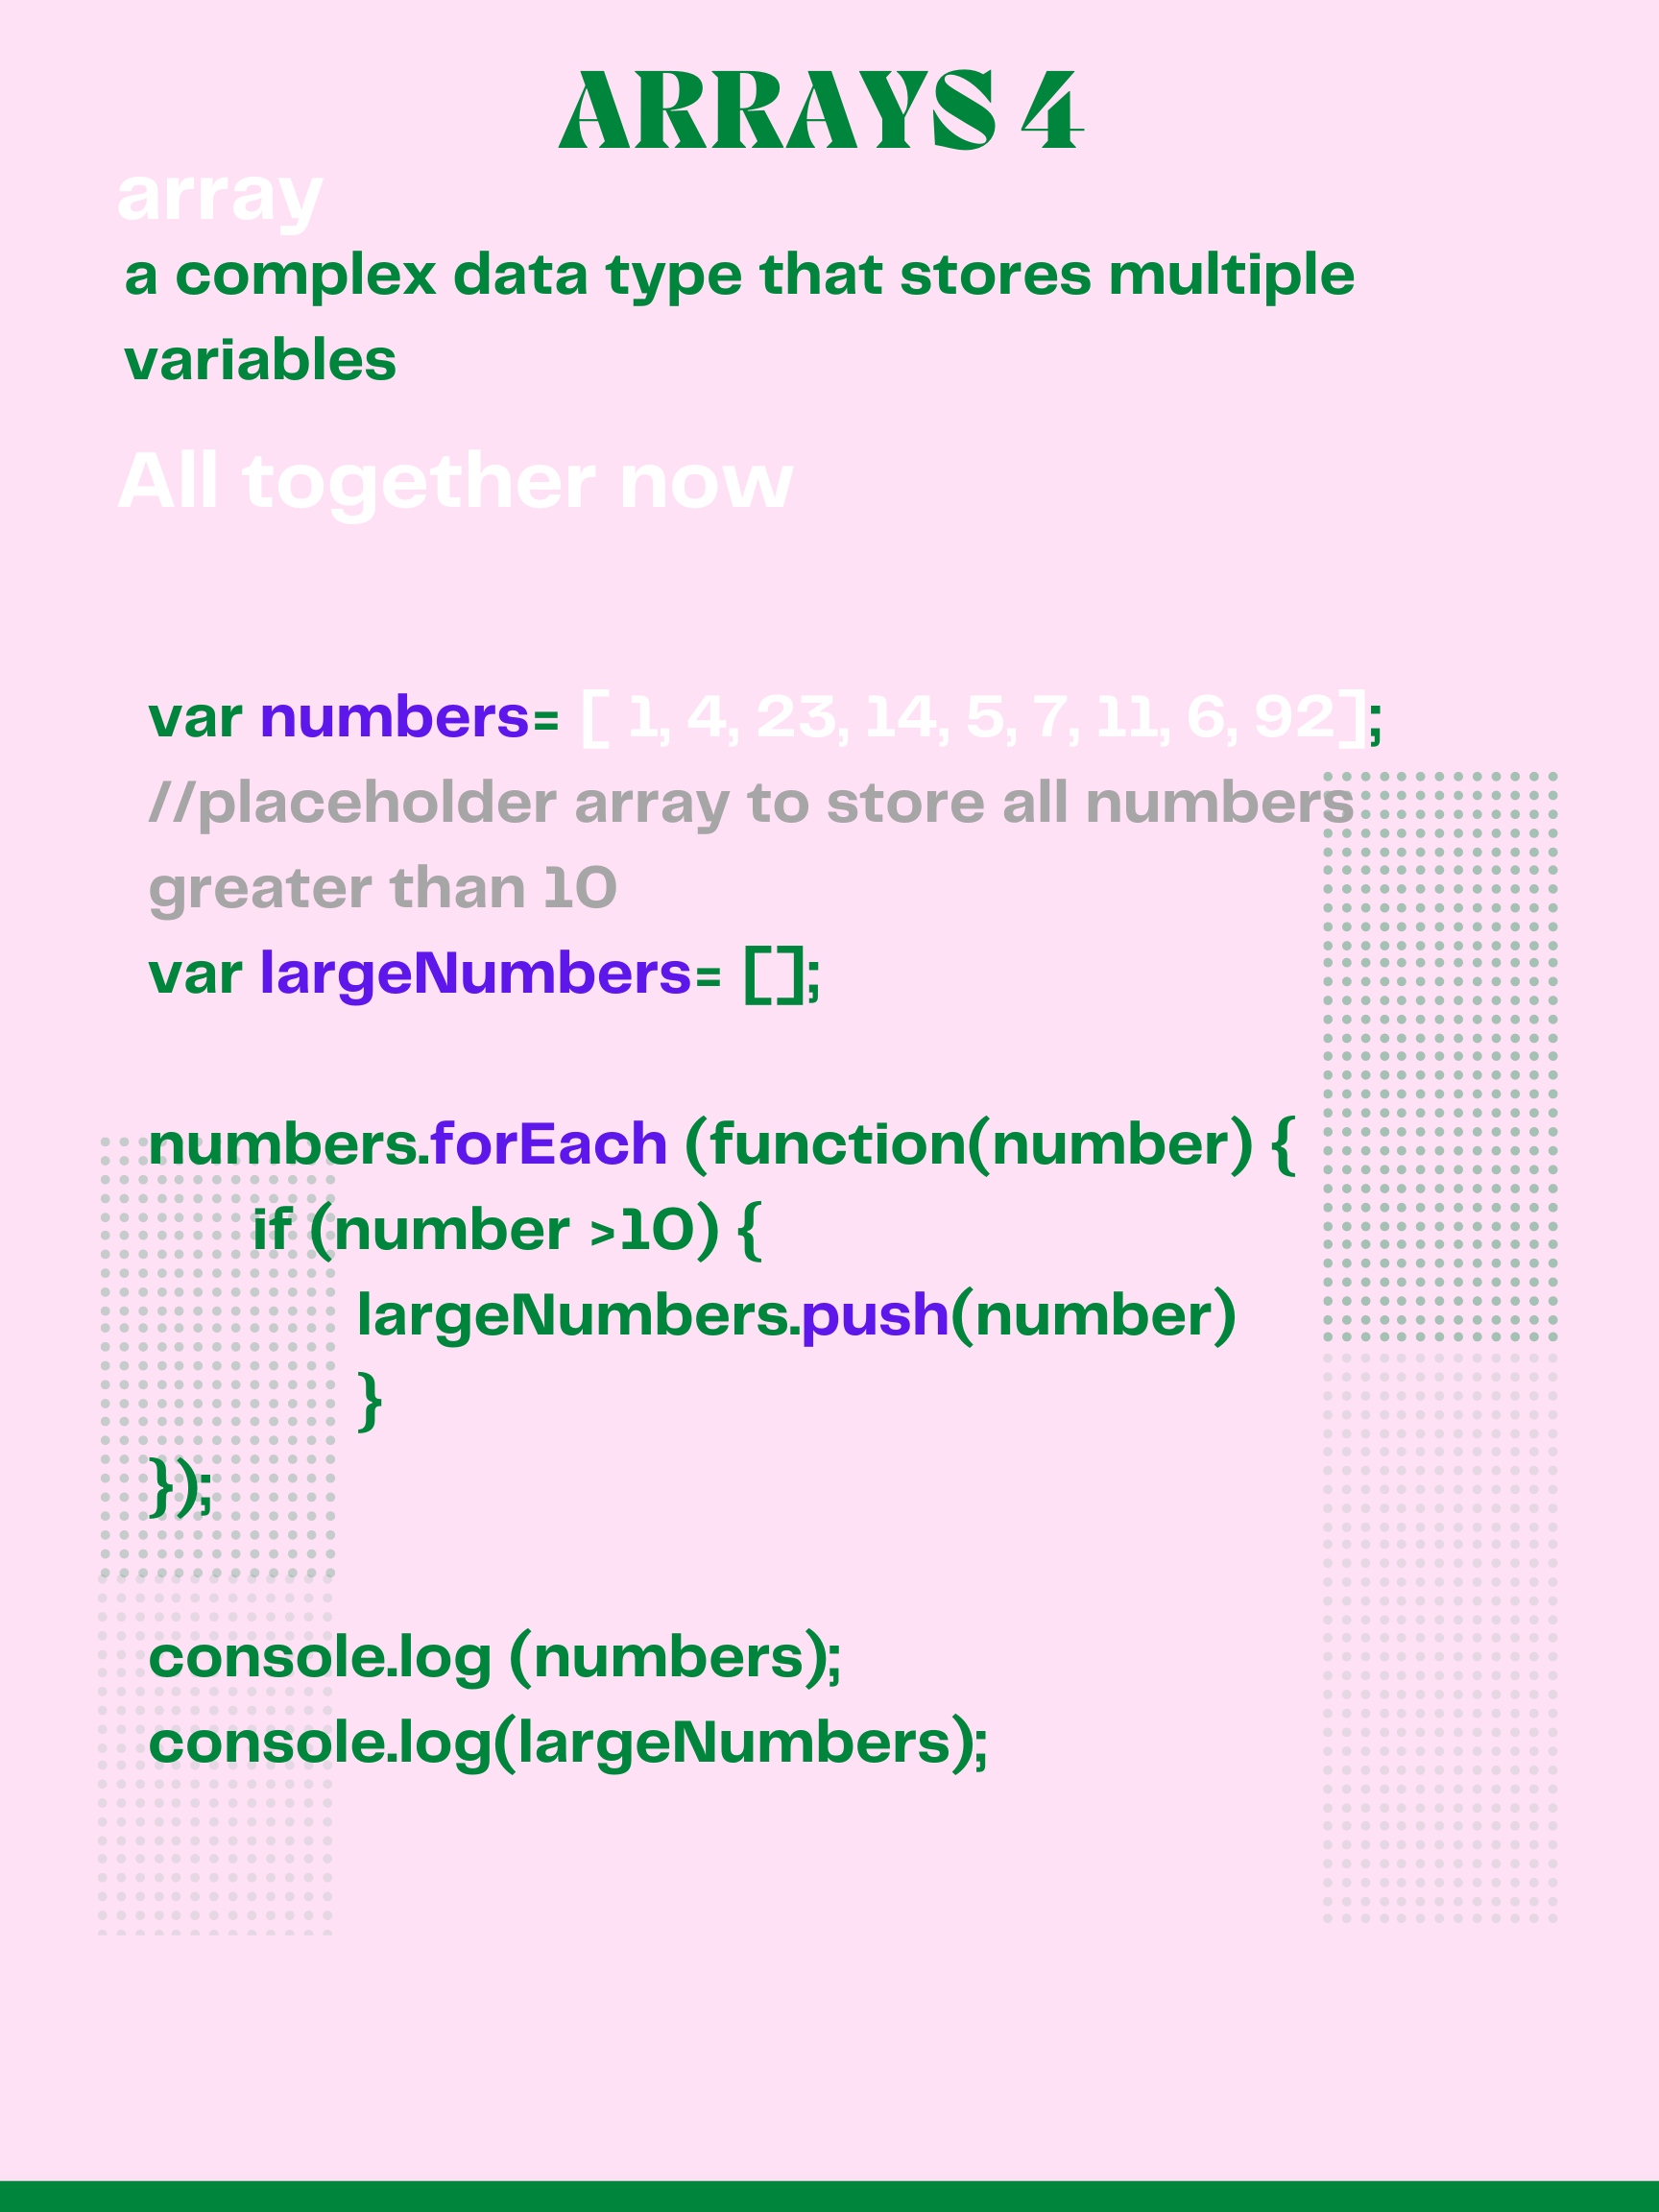 ARRAYS 4
array
a complex data type that stores multiple
variables
All together now
var numbers= [ 1, 4, 23, 14, 5, 7, 11, 6, 92];
//placeholder array to store all numbers
greater than 10
var largeNumbers= [];
numbers.forEach (function(number) {
if (number >10) {
largeNumbers.push(number)
}
});
console.log (numbers);
console.log(largeNumbers);